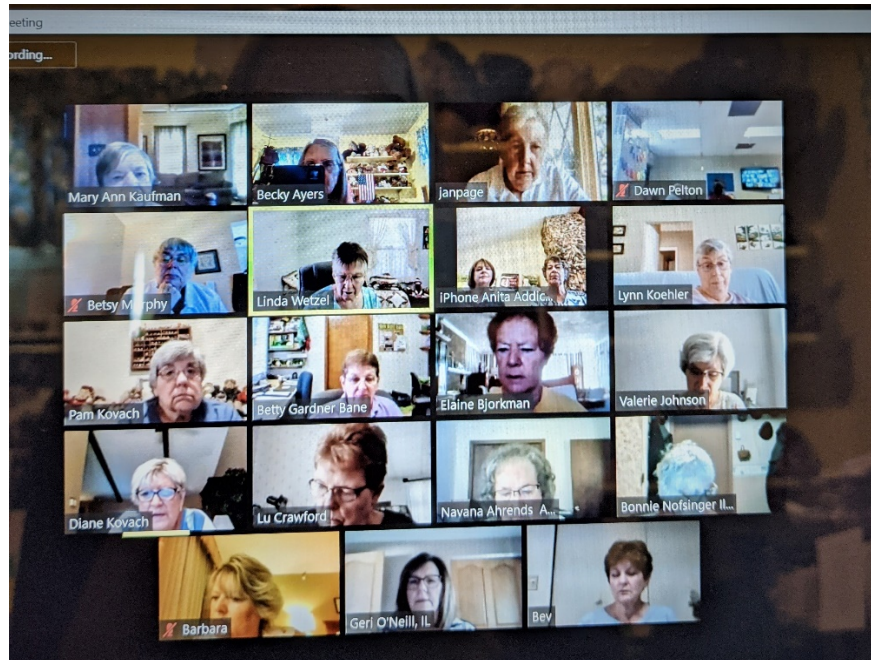 eeting
ording...
Mary Ann Kaufman
Becky Ayers
janpage
Dawn Pelton
Betsy Murphy
Linda Wetzel
iPhone Anita Addic...
Lynn Koehler
Pam Kovach
Betty Gardner Bane
Elaine Bjorkman
Valerie Johnson
Diane Kovach
Lu Crawford
Navana Ahrends A...
Bonnie Nofsinger Il...
Barbara
Geri O'Neill, IL
Bev